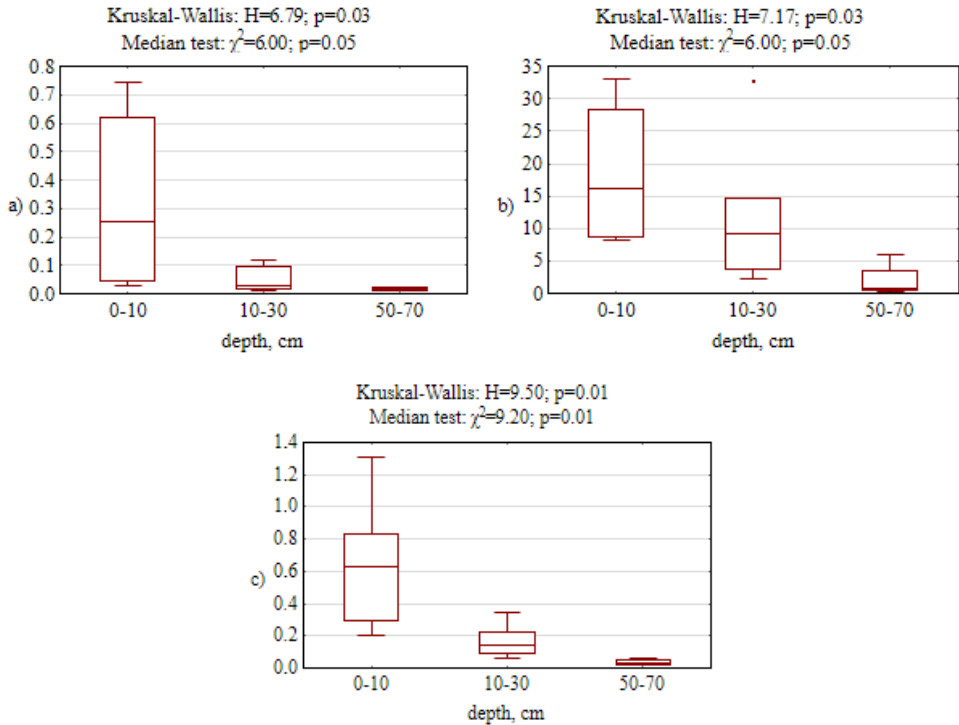 Kruskal-Wallis: H=6.79; p=0.03
Median test: χ²=6.00; p=0.05
0.8
0.7
0.6
0.5
0.4
0.3
0.2
0.1
0.0
a)
0-10 10-30 50-70
depth, cm
Kruskal-Wallis: H=7.17; p=0.03
Median test: χ²=6.00; p=0.05
35
30
25
20
15
10
5
0
b)
0-10 10-30 50-70
depth, cm
Kruskal-Wallis: H=9.50; p=0.01
Median test: χ²=9.20; p=0.01
1.4
1.2
1.0
0.8
0.6
0.4
0.2
0.0
c)
0-10 10-30 50-70
depth, cm